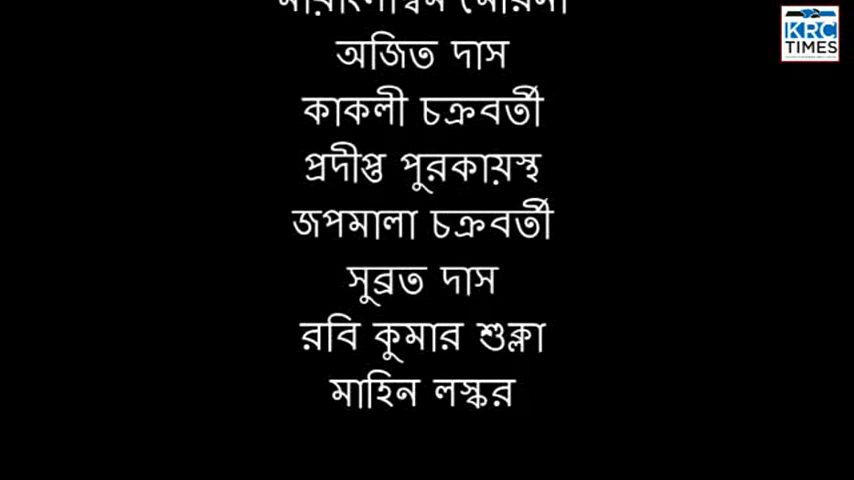 KRC
TIMES
অজিত দাস
কাকলী চক্রবর্তী
প্রদীপ্ত পুরকায়স্থ
জপমালা চক্রবর্তী
সুব্রত দাস
রবি কুমার শুক্লা
মাহিন লস্কর